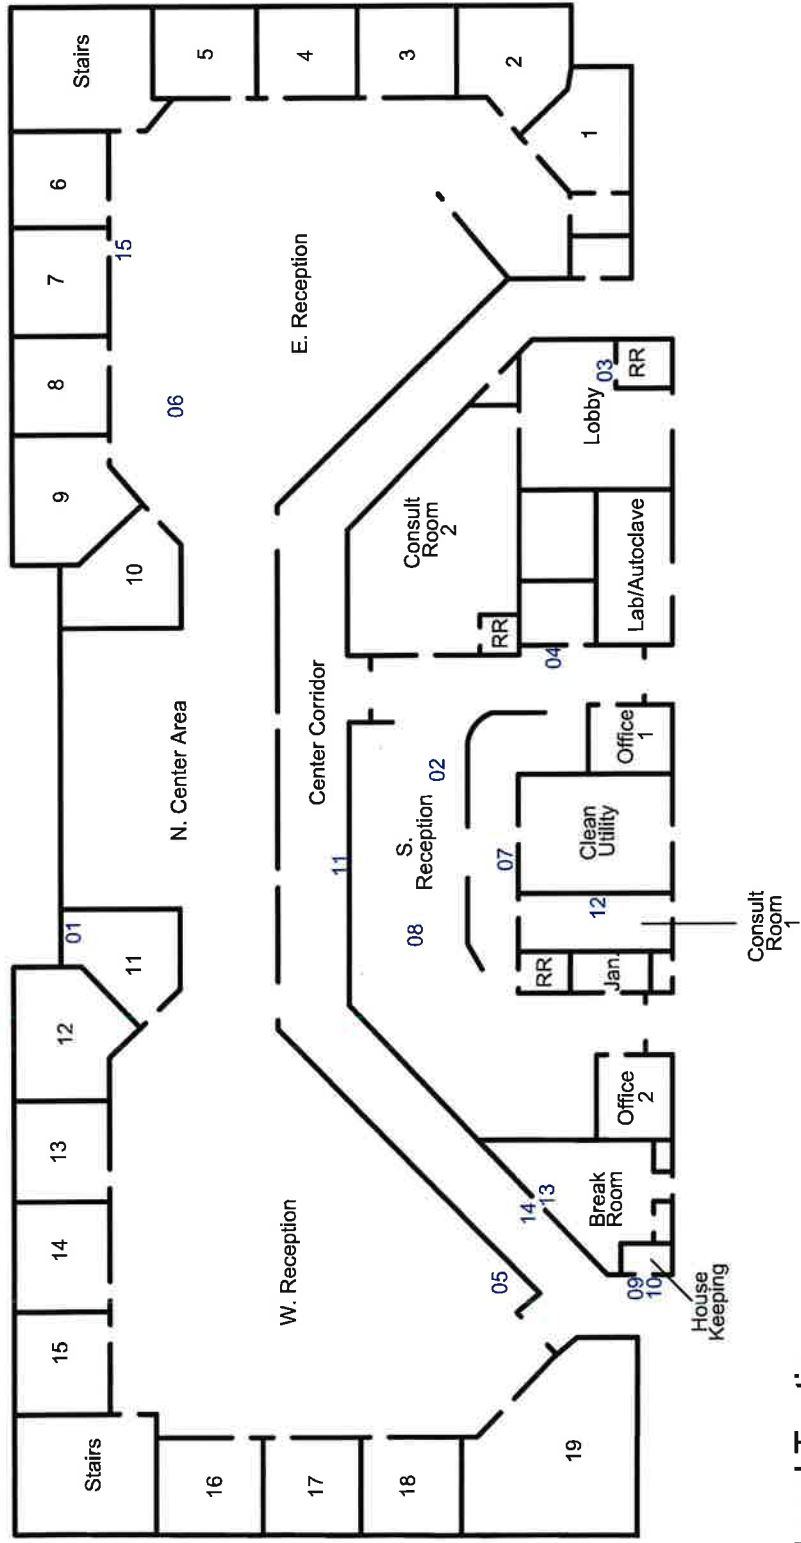 Stairs
5
4
3
2
1
6
7
8
9
10
15
06
E. Reception
N. Center Area
Center Corridor
Consult
Room
2
RR
Lobby
03
RR
Lab/Autoclave
04
Office
1
02
S.
Reception
11
08
07
Clean
Utility
12
Consult
Room
1
RR
Jan.
01
11
12
13
14
15
Stairs
16
17
18
19
W. Reception
05
14
13
Break
Room
Office
2
09
10
House
Keeping